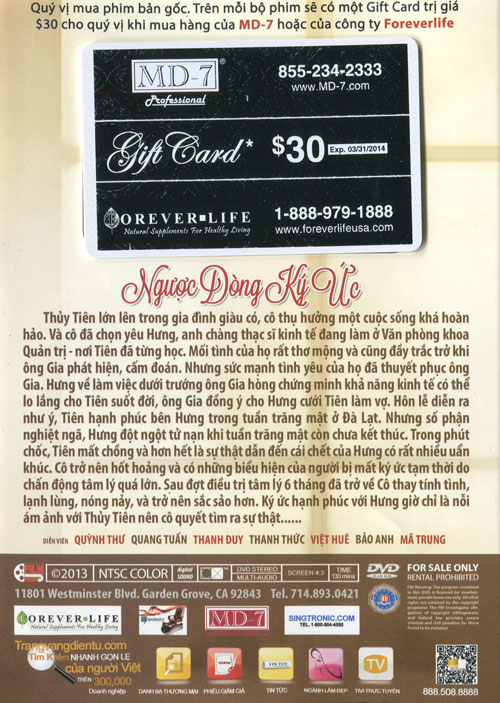 Quý vị mua phim bản gốc. Trên mỗi bộ phim sẽ có một Gift Card trị giá
$30 cho quý vị khi mua hàng của MD-7 hoặc của công ty Foreverlife
MD-7®
Professional
855-234-2333
www.MD-7.com
Gift Card*
$30 Exp. 03/31/2014
FOREVER LIFE
Natural Supplements For Healthy Living
1-888-979-1888
www.foreverlifeusa.com
Ngược Dòng Ký Ức
Thủy Tiên lớn lên trong gia đình giàu có, cô thụ hưởng một cuộc sống khá hoàn
hảo. Và cô đã chọn yêu Hưng, anh chàng thạc sĩ kinh tế đang làm ở Văn phòng khoa
Quản trị - nơi Tiên đã từng học. Mối tình của họ rất thơ mộng và cũng đầy trắc trở khi
ông Gia phát hiện, cấm đoán. Nhưng sức mạnh tình yêu của họ đã thuyết phục ông
Gia. Hưng về làm việc dưới trướng ông Gia hòng chứng minh khả năng kinh tế có thể
lo lắng cho Tiên suốt đời, ông Gia đồng ý cho Hưng cưới Tiên làm vợ. Hôn lễ diễn ra
như ý, Tiên hạnh phúc bên Hưng trong tuần trăng mật ở Đà Lạt. Nhưng số phận
nghiệt ngã, Hưng đột ngột tử nạn khi tuần trăng mật còn chưa kết thúc. Trong phút
chốc, Tiên mất chồng và hơn hết là sự thật dẫn đến cái chết của Hưng có rất nhiều uẩn
khúc. Cô trở nên hốt hoảng và có những biểu hiện của người bị mất ký ức tạm thời do
chấn động tâm lý quá lớn. Sau đợt điều trị tâm lý 6 tháng đã trở về Cô thay tính tình,
lạnh lùng, nóng nảy, và trở nên sắc sảo hơn. Ký ức hạnh phúc với Hưng giờ chỉ là nỗi
ám ảnh với Thủy Tiên nên cô quyết tìm ra sự thật......
DIỄN VIÊN QUỲNH THƯ QUANG TUẤN THANH DUY THANH THỨC VIỆT HUÊ BẢO ANH MÃ TRUNG
FILM ©2013 NTSC COLOR digital SOUND DVD STEREO MULTI-AUDIO SCREEN 4:3 TIME 130 mins DVD VIDEO FOR SALE ONLY
RENTAL PROHIBITED
11801 Westminster Blvd. Garden Grove, CA 92843 Tel. 714.893.0421
FOREVER LIFE
Natural Supplements For Healthy Living
MD-7
SINGTRONIC.COM
TEL. 1-800-904-4880
Trangvangdientu.com
Tìm Kiếm NHANH GỌN LẸ
của người Việt
TRÊN 300,000
Doanh nghiệp
DANH BẠ THƯƠNG MẠI
PHIẾU GIẢM GIÁ
TIN TỨC
NGÀNH LÀM ĐẸP
TV
TIVI TRỰC TUYẾN
888.508.8888